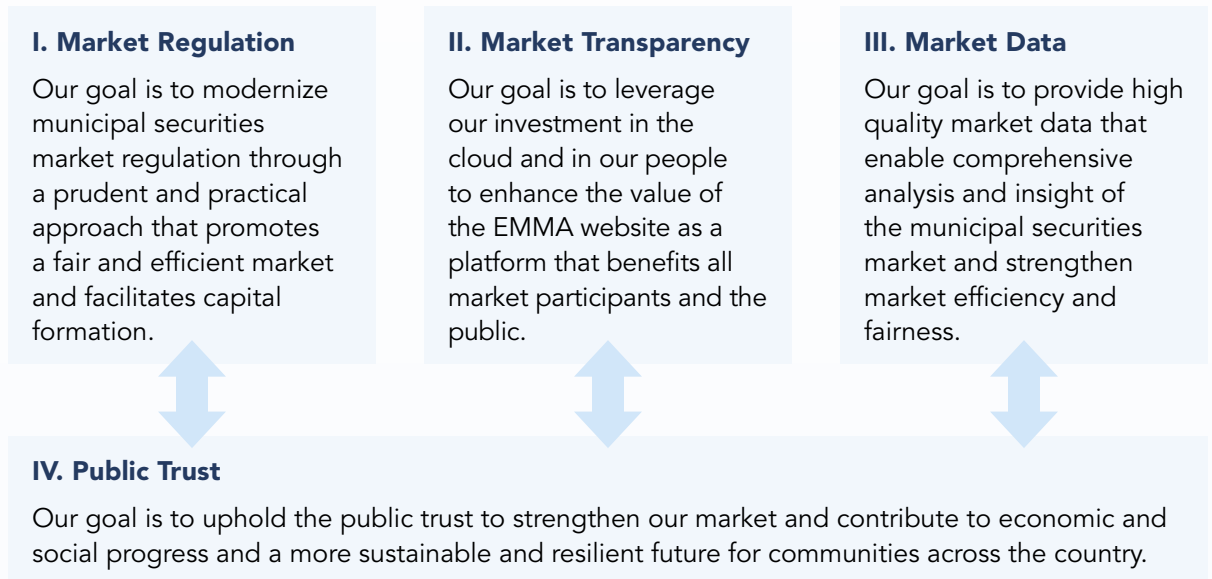 I. Market Regulation
Our goal is to modernize
municipal securities
market regulation through
a prudent and practical
approach that promotes
a fair and efficient market
and facilitates capital
formation.
II. Market Transparency
Our goal is to leverage
our investment in the
cloud and in our people
to enhance the value of
the EMMA website as a
platform that benefits all
market participants and the
public.
III. Market Data
Our goal is to provide high
quality market data that
enable comprehensive
analysis and insight of
the municipal securities
market and strengthen
market efficiency and
fairness.
IV. Public Trust
Our goal is to uphold the public trust to strengthen our market and contribute to economic and
social progress and a more sustainable and resilient future for communities across the country.